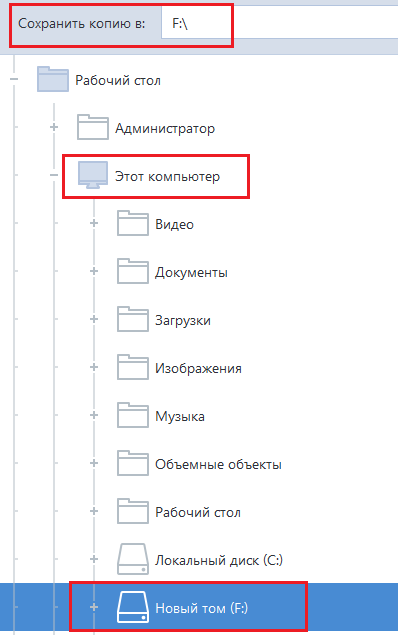 Сохранить копию в: F:\
Рабочий стол
Администратор
Этот компьютер
Видео
Документы
Загрузки
Изображения
Музыка
Объемные объекты
Рабочий стол
Локальный диск (C:)
Новый том (F:)